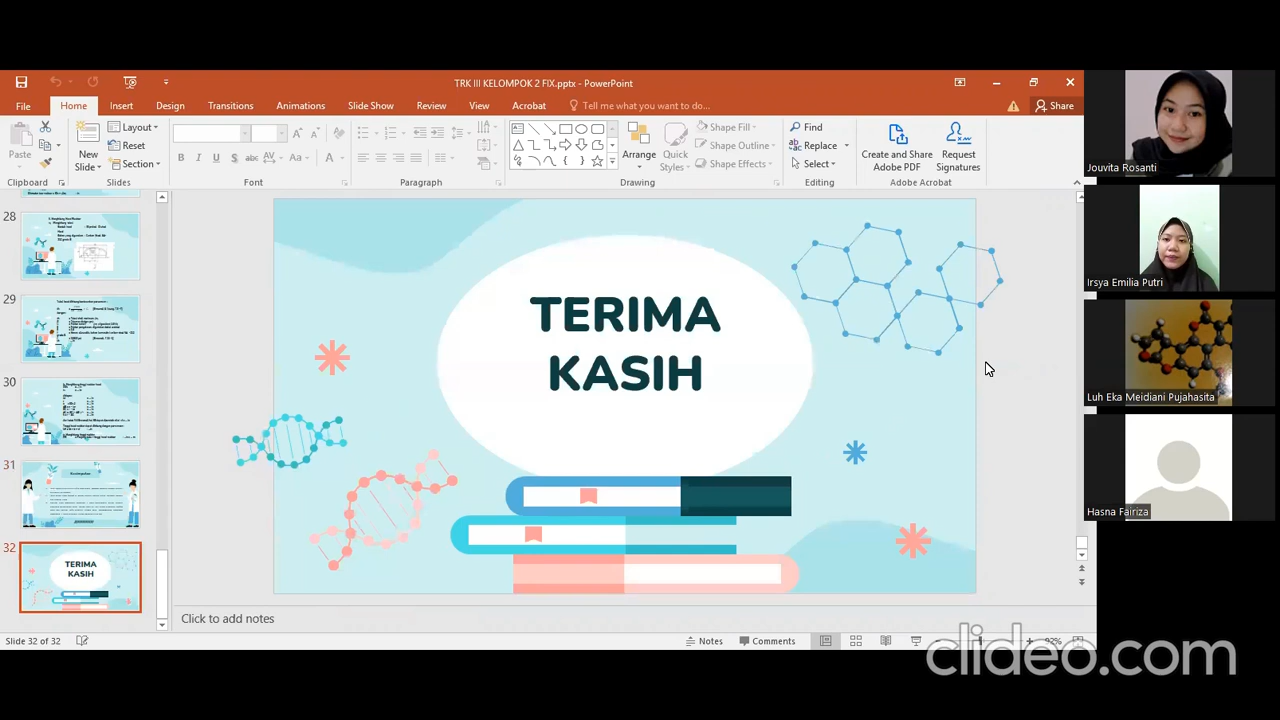 TRK III KELOMPOK 2 FIX.pptx - PowerPoint
File Home Insert Design Transitions Animations Slide Show Review View Acrobat Tell me what you want to do... Share
Paste
New
Slide
Layout
Reset
Section
Arrange
Quick
Styles
Shape Fill
Shape Outline
Shape Effects
Find
Replace
Select
Create and Share
Adobe PDF
Request
Signatures
Clipboard Slides Font Paragraph Drawing Editing Adobe Acrobat
28
29
30
31
32
TERIMA
KASIH
TERIMA
KASIH
Click to add notes
Slide 32 of 32 Notes Comments 92%
Jouvita Rosanti
Irsya Emilia Putri
Luh Eka Meidiani Pujahasita
Hasna Fairiza
clideo.com